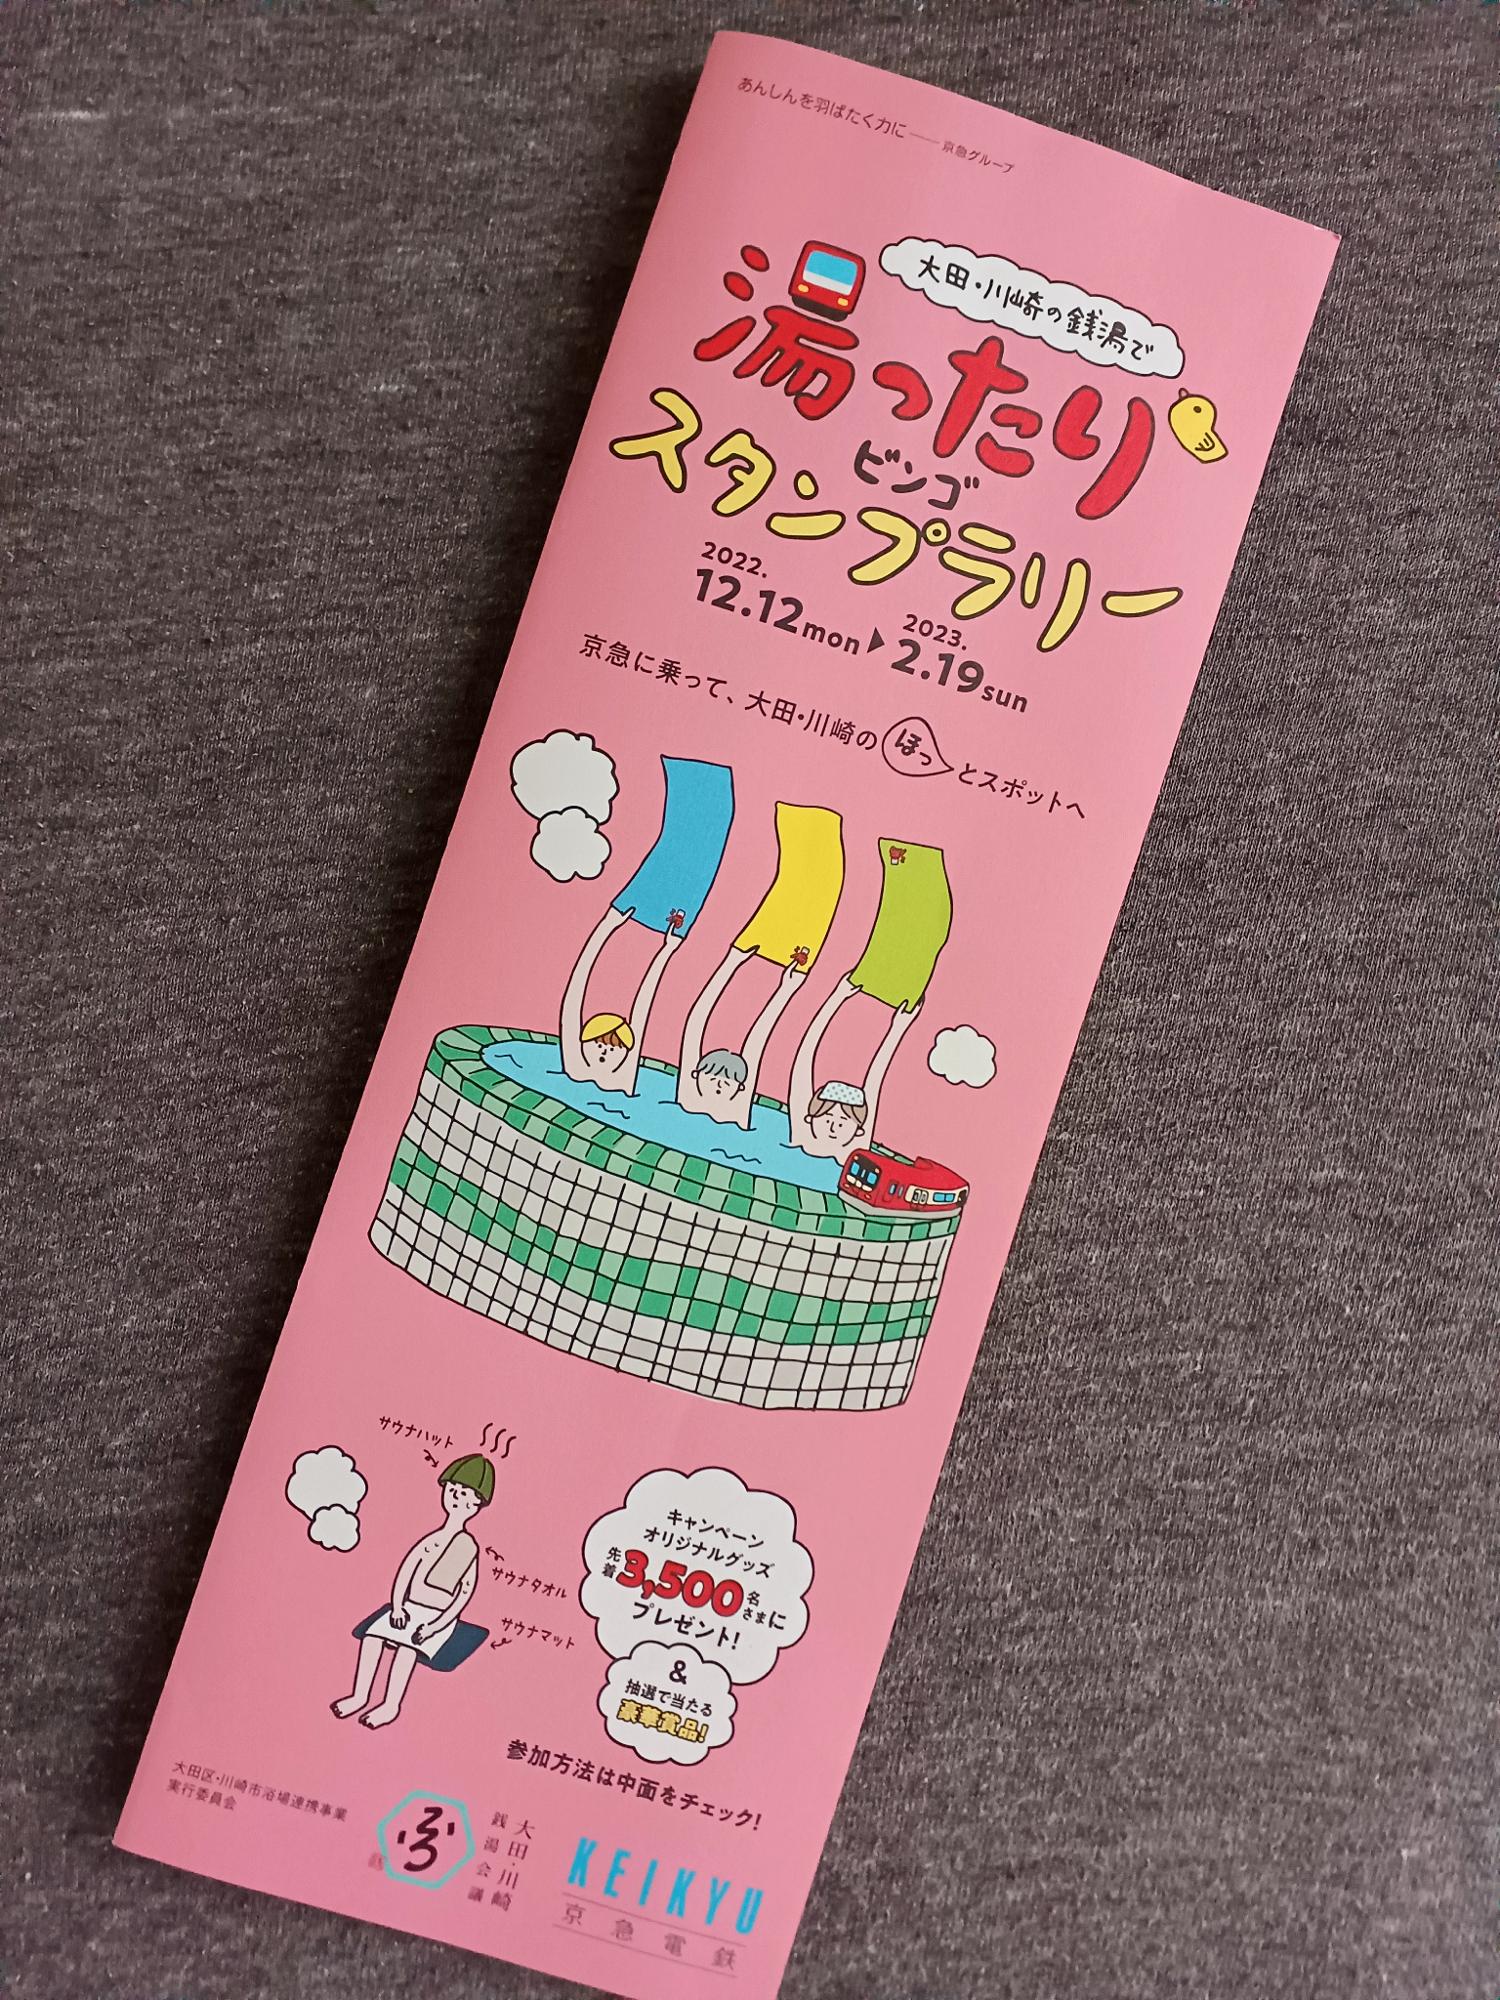 あんしんを羽ばたく力に── 京急グループ
大田・川崎の銭湯で
湯ったり
ビンゴ
スタンプラリー
2022.
12.12mon▶2023.
2.19sun
京急に乗って、大田・川崎のほっとスポットへ
サウナハット
サウナタオル
サウナマット
キャンペーン
オリジナルグッズ
先着3,500名さまに
プレゼント!
&
抽選で当たる
豪華賞品!
参加方法は中面をチェック!
大田区・川崎市浴場連携事業
実行委員会
ふろ
大田・川崎
銭湯会議
KEIKYU
京急電鉄